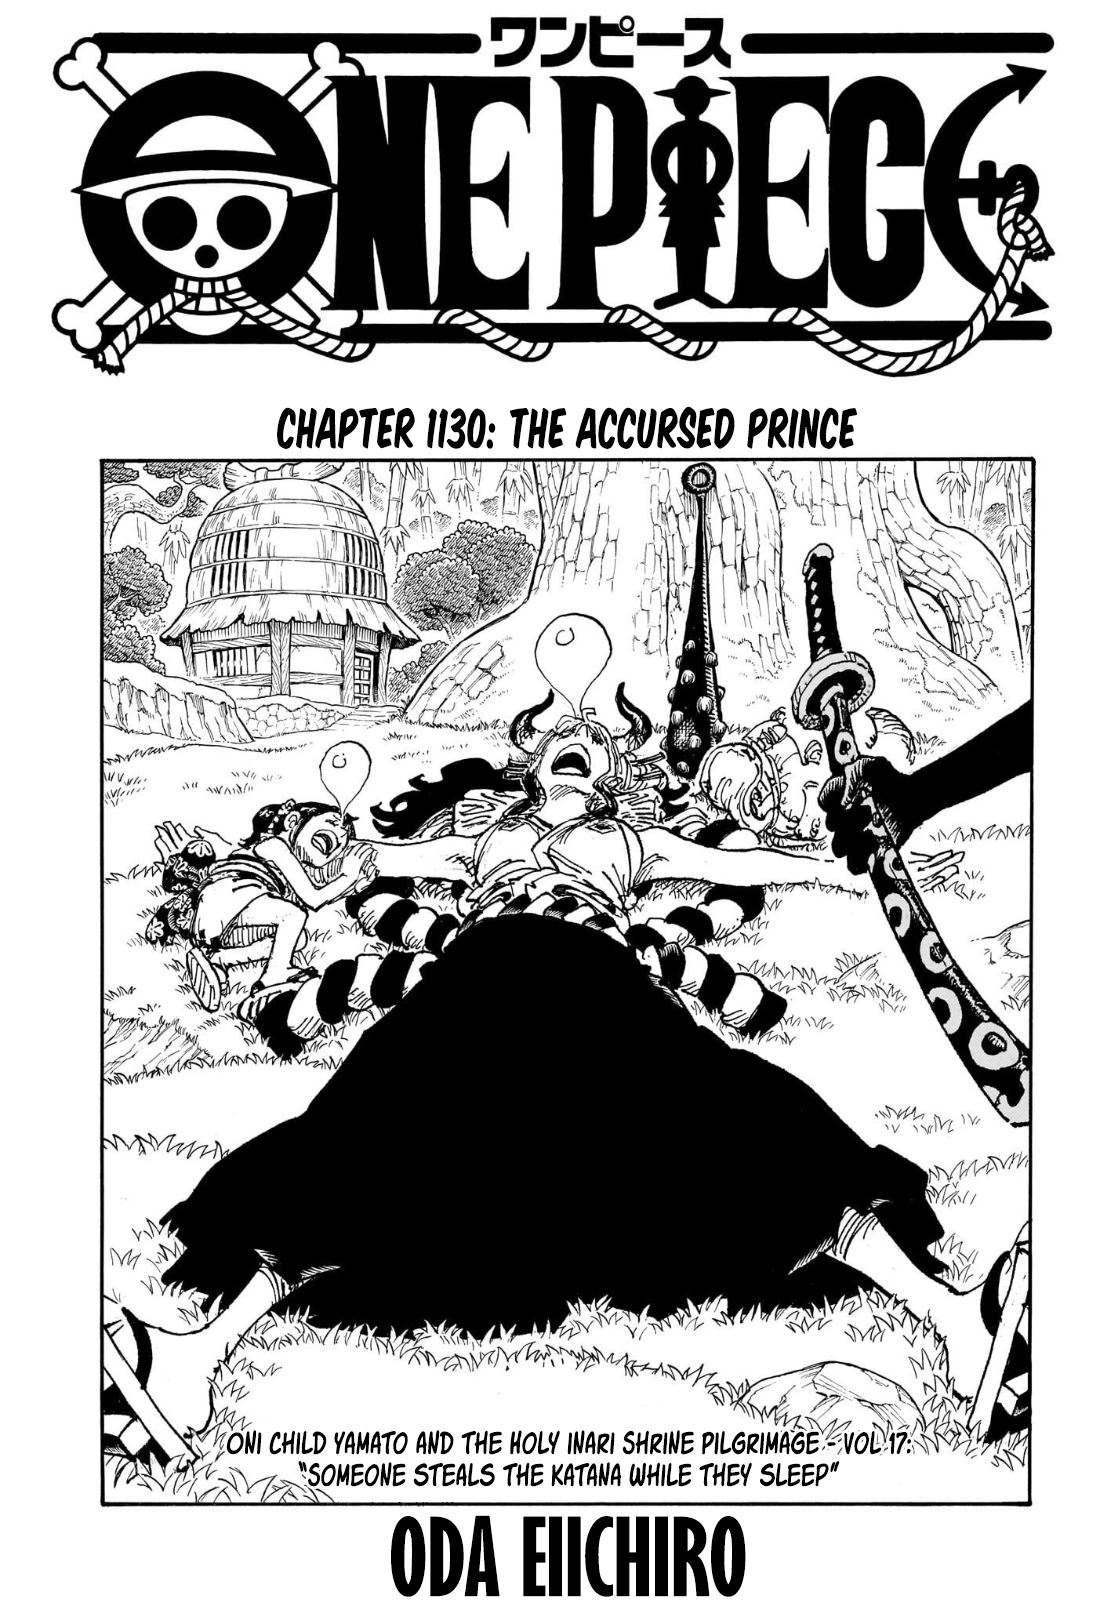 ワンピース
ONE PIECE
CHAPTER 1130: THE ACCURSED PRINCE
ONI CHILD YAMATO AND THE HOLY INARI SHRINE PILGRIMAGE - VOL 17:
"SOMEONE STEALS THE KATANA WHILE THEY SLEEP"
ODA EIICHIRO